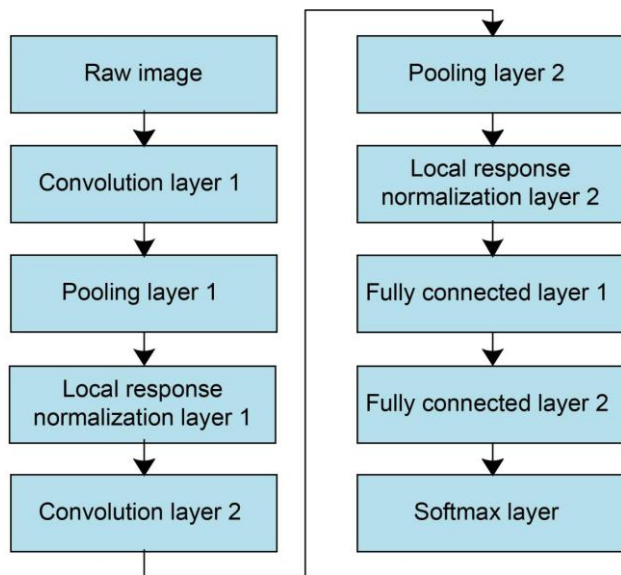 Raw image
Convolution layer 1
Pooling layer 1
Local response
normalization layer 1
Convolution layer 2
Pooling layer 2
Local response
normalization layer 2
Fully connected layer 1
Fully connected layer 2
Softmax layer